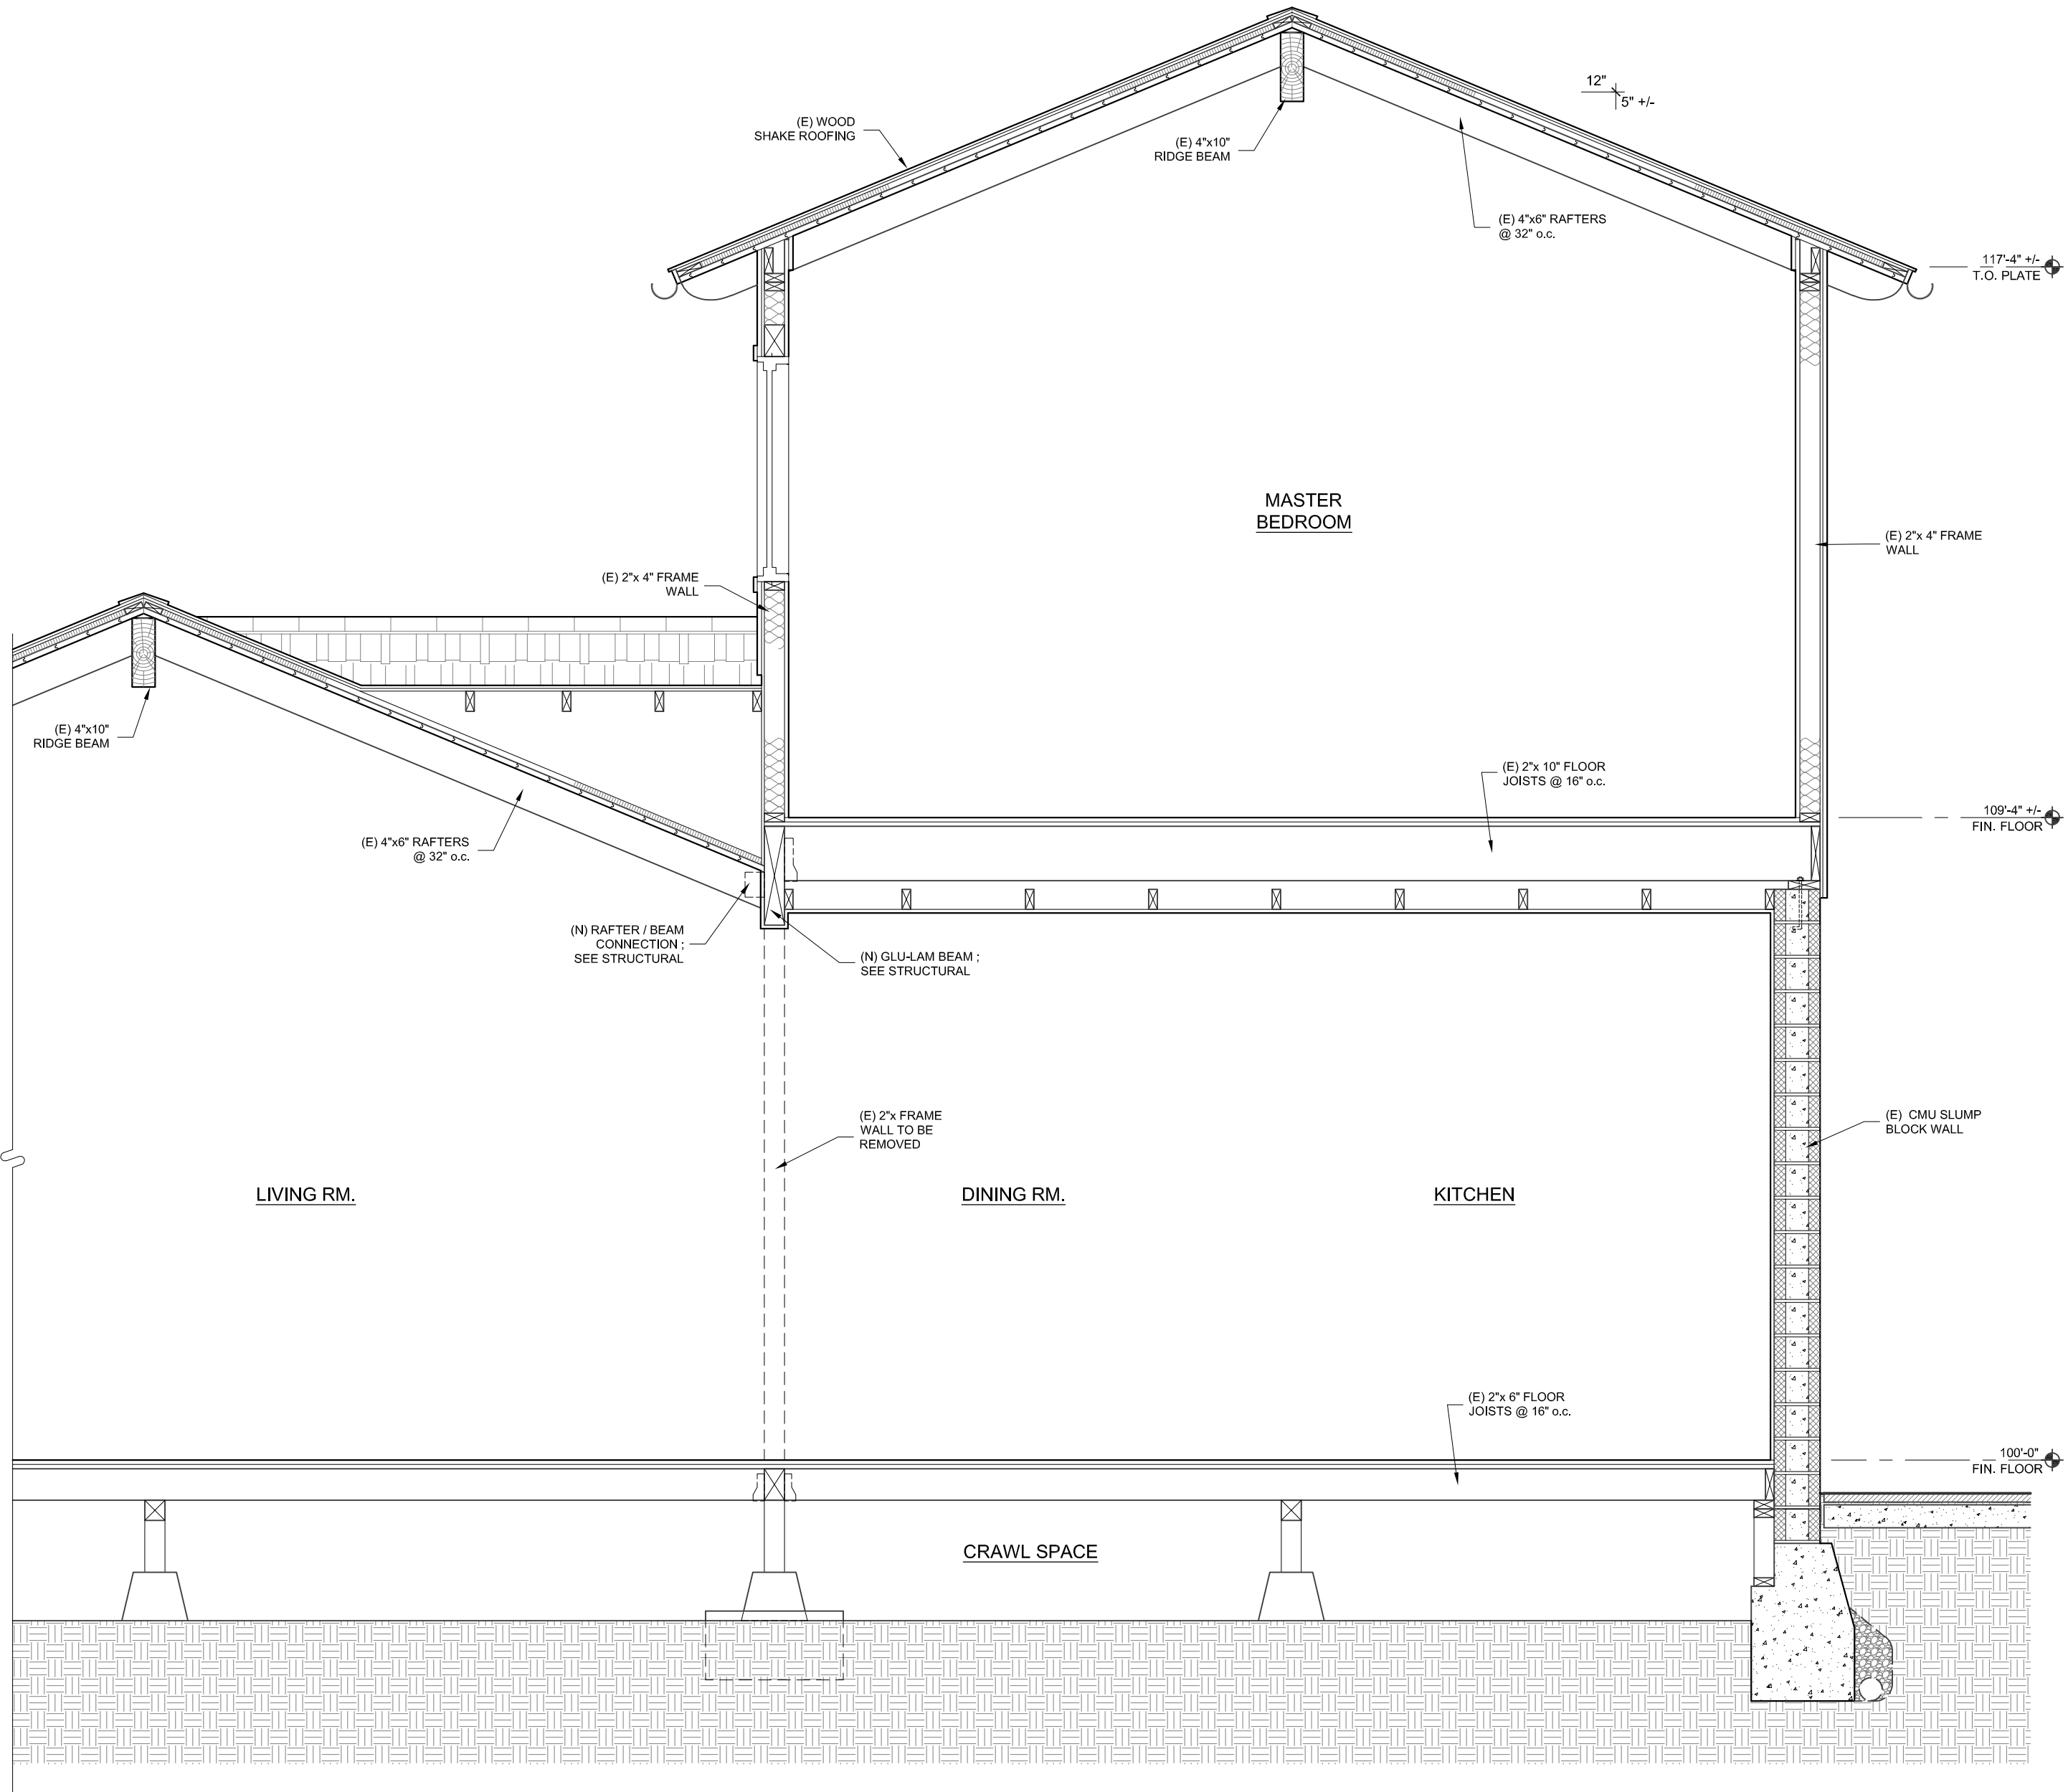 12"
5" +/-
(E) WOOD
SHAKE ROOFING
(E) 4"x10"
RIDGE BEAM
(E) 4"x6" RAFTERS
@ 32" o.c.
117'-4" +/-
T.O. PLATE
MASTER
BEDROOM
(E) 2"x 4" FRAME
WALL
(E) 2"x 4" FRAME
WALL
(E) 4"x10"
RIDGE BEAM
(E) 2"x 10" FLOOR
JOISTS @ 16" o.c.
109'-4" +/-
FIN. FLOOR
(E) 4"x6" RAFTERS
@ 32" o.c.
(N) RAFTER / BEAM
CONNECTION ;
SEE STRUCTURAL
(N) GLU-LAM BEAM ;
SEE STRUCTURAL
(E) 2"x FRAME
WALL TO BE
REMOVED
(E) CMU SLUMP
BLOCK WALL
LIVING RM.
DINING RM.
KITCHEN
(E) 2"x 6" FLOOR
JOISTS @ 16" o.c.
100'-0"
FIN. FLOOR
CRAWL SPACE